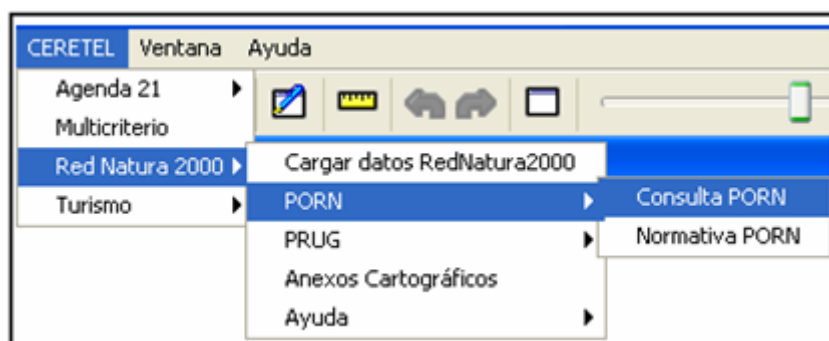 CERETEL Ventana Ayuda
Agenda 21
Multicriterio
Red Natura 2000
Turismo
Cargar datos RedNatura2000
PORN
PRUG
Anexos Cartográficos
Ayuda
Consulta PORN
Normativa PORN